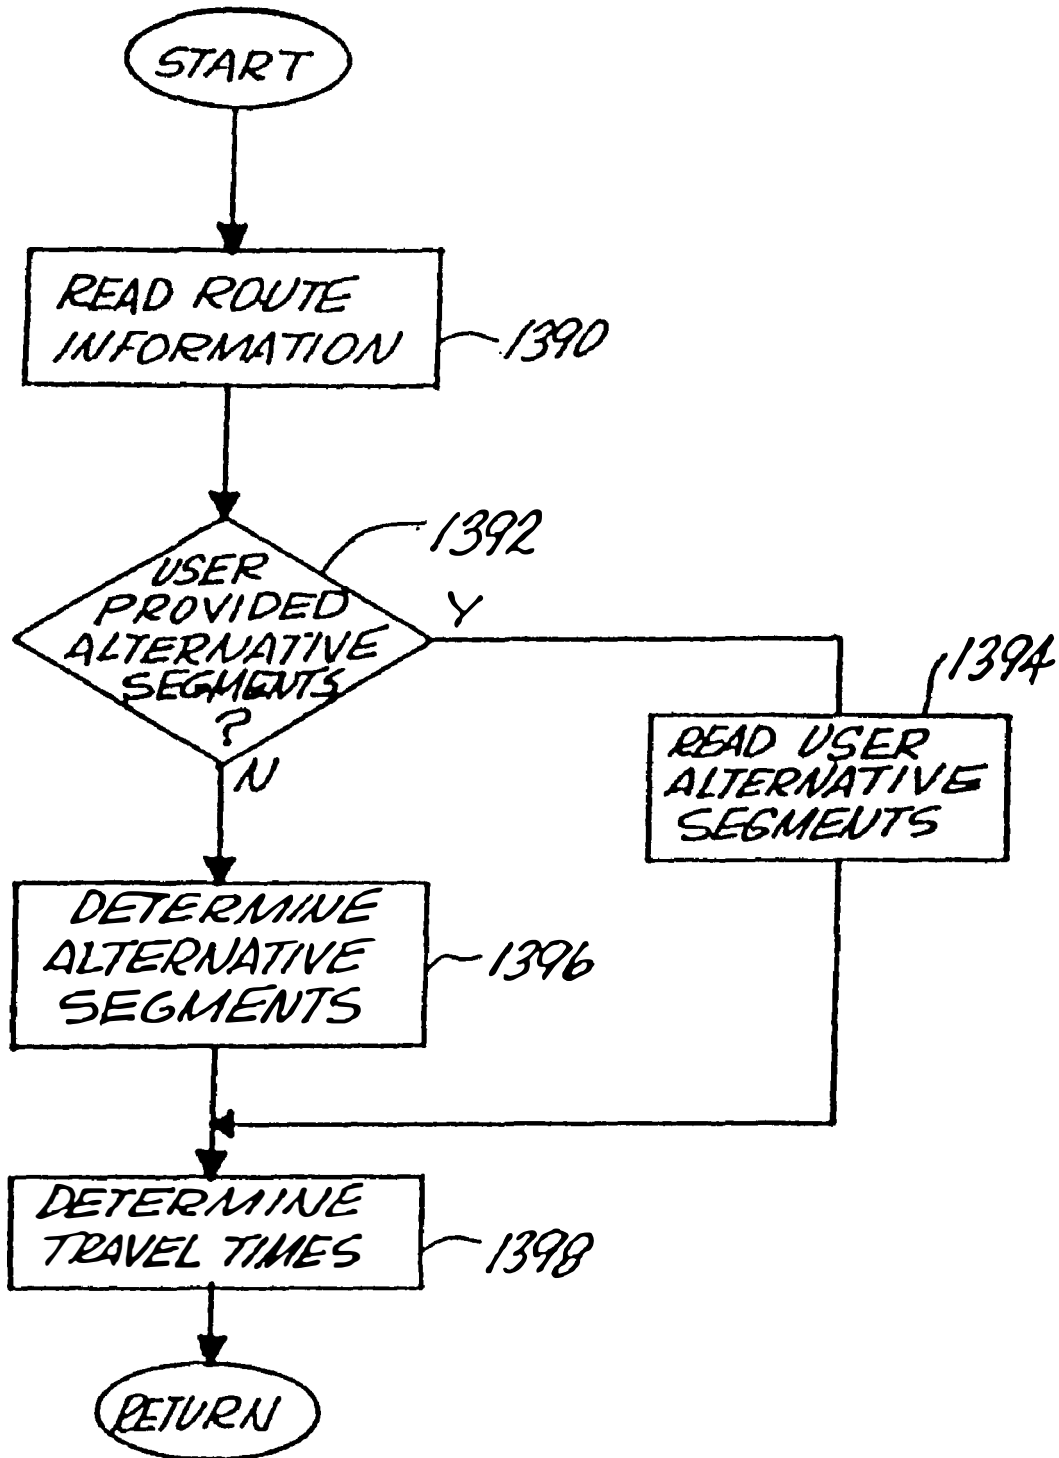 START
READ ROUTE
INFORMATION
1390
1392
USER
PROVIDED
ALTERNATIVE
SEGMENTS
?
Y
N
1394
READ USER
ALTERNATIVE
SEGMENTS
DETERMINE
ALTERNATIVE
SEGMENTS
1396
DETERMINE
TRAVEL TIMES
1398
RETURN